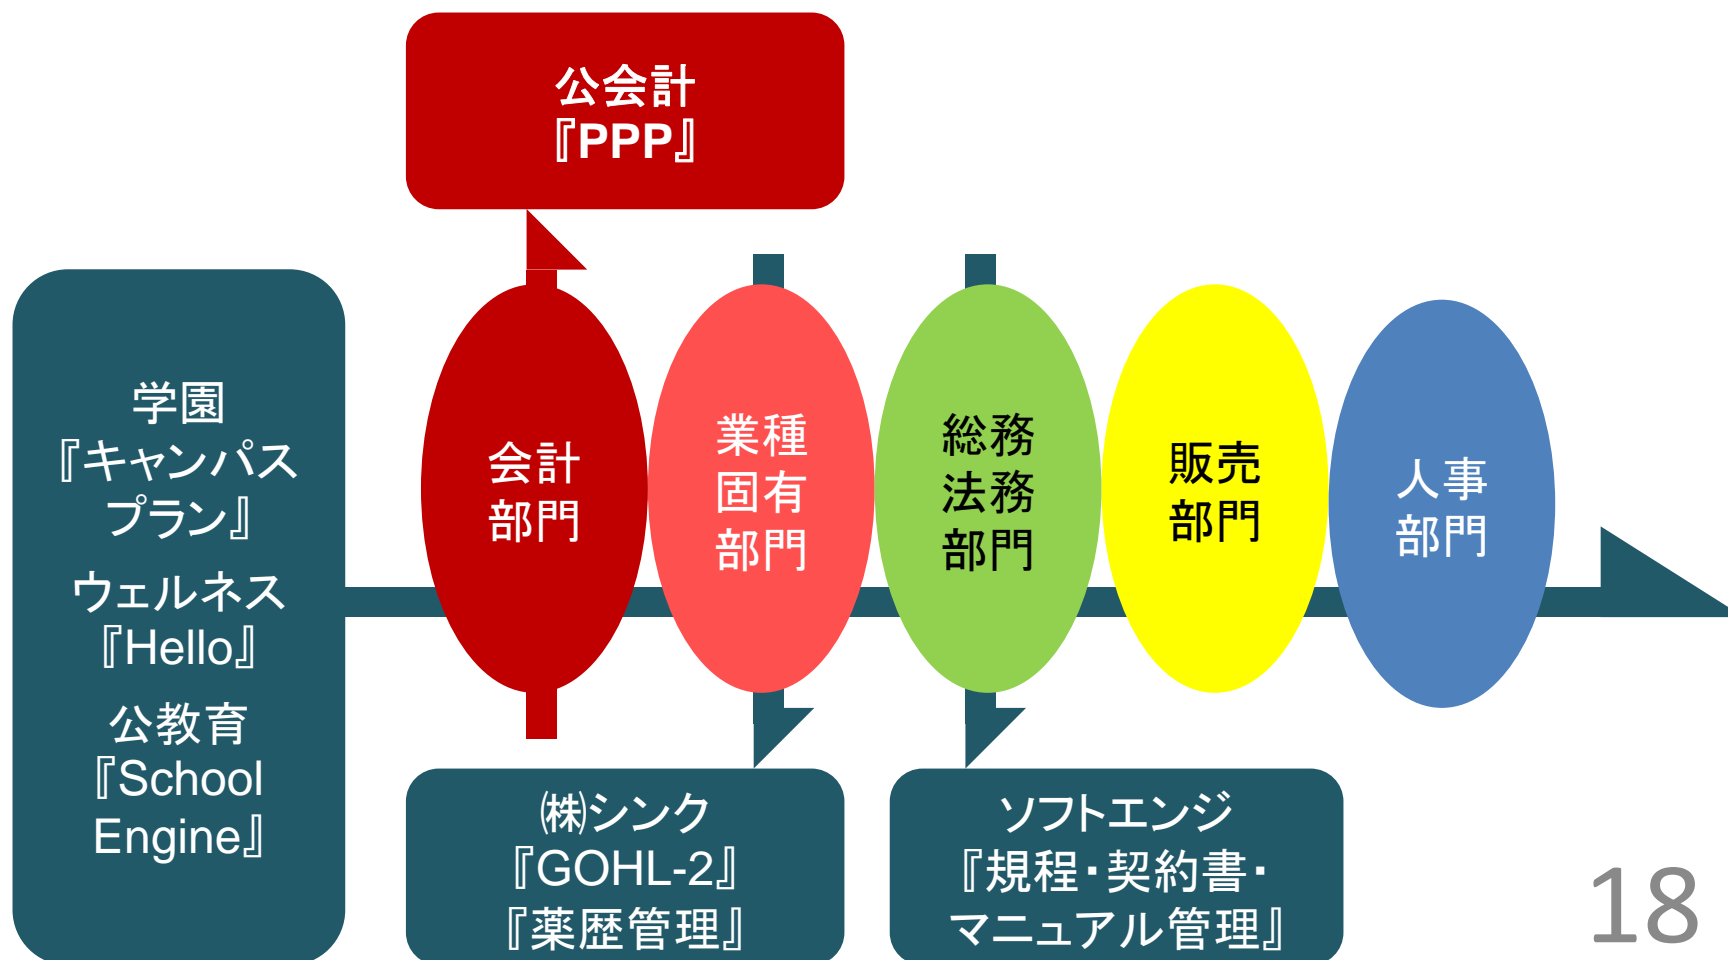 公会計
『PPP』
学園
『キャンパス
プラン』
ウェルネス
『Hello』
公教育
『School
Engine』
会計
部門
業種
固有
部門
総務
法務
部門
販売
部門
人事
部門
㈱シンク
『GOHL-2』
『薬歴管理』
ソフトエンジ
『規程・契約書・
マニュアル管理』
18